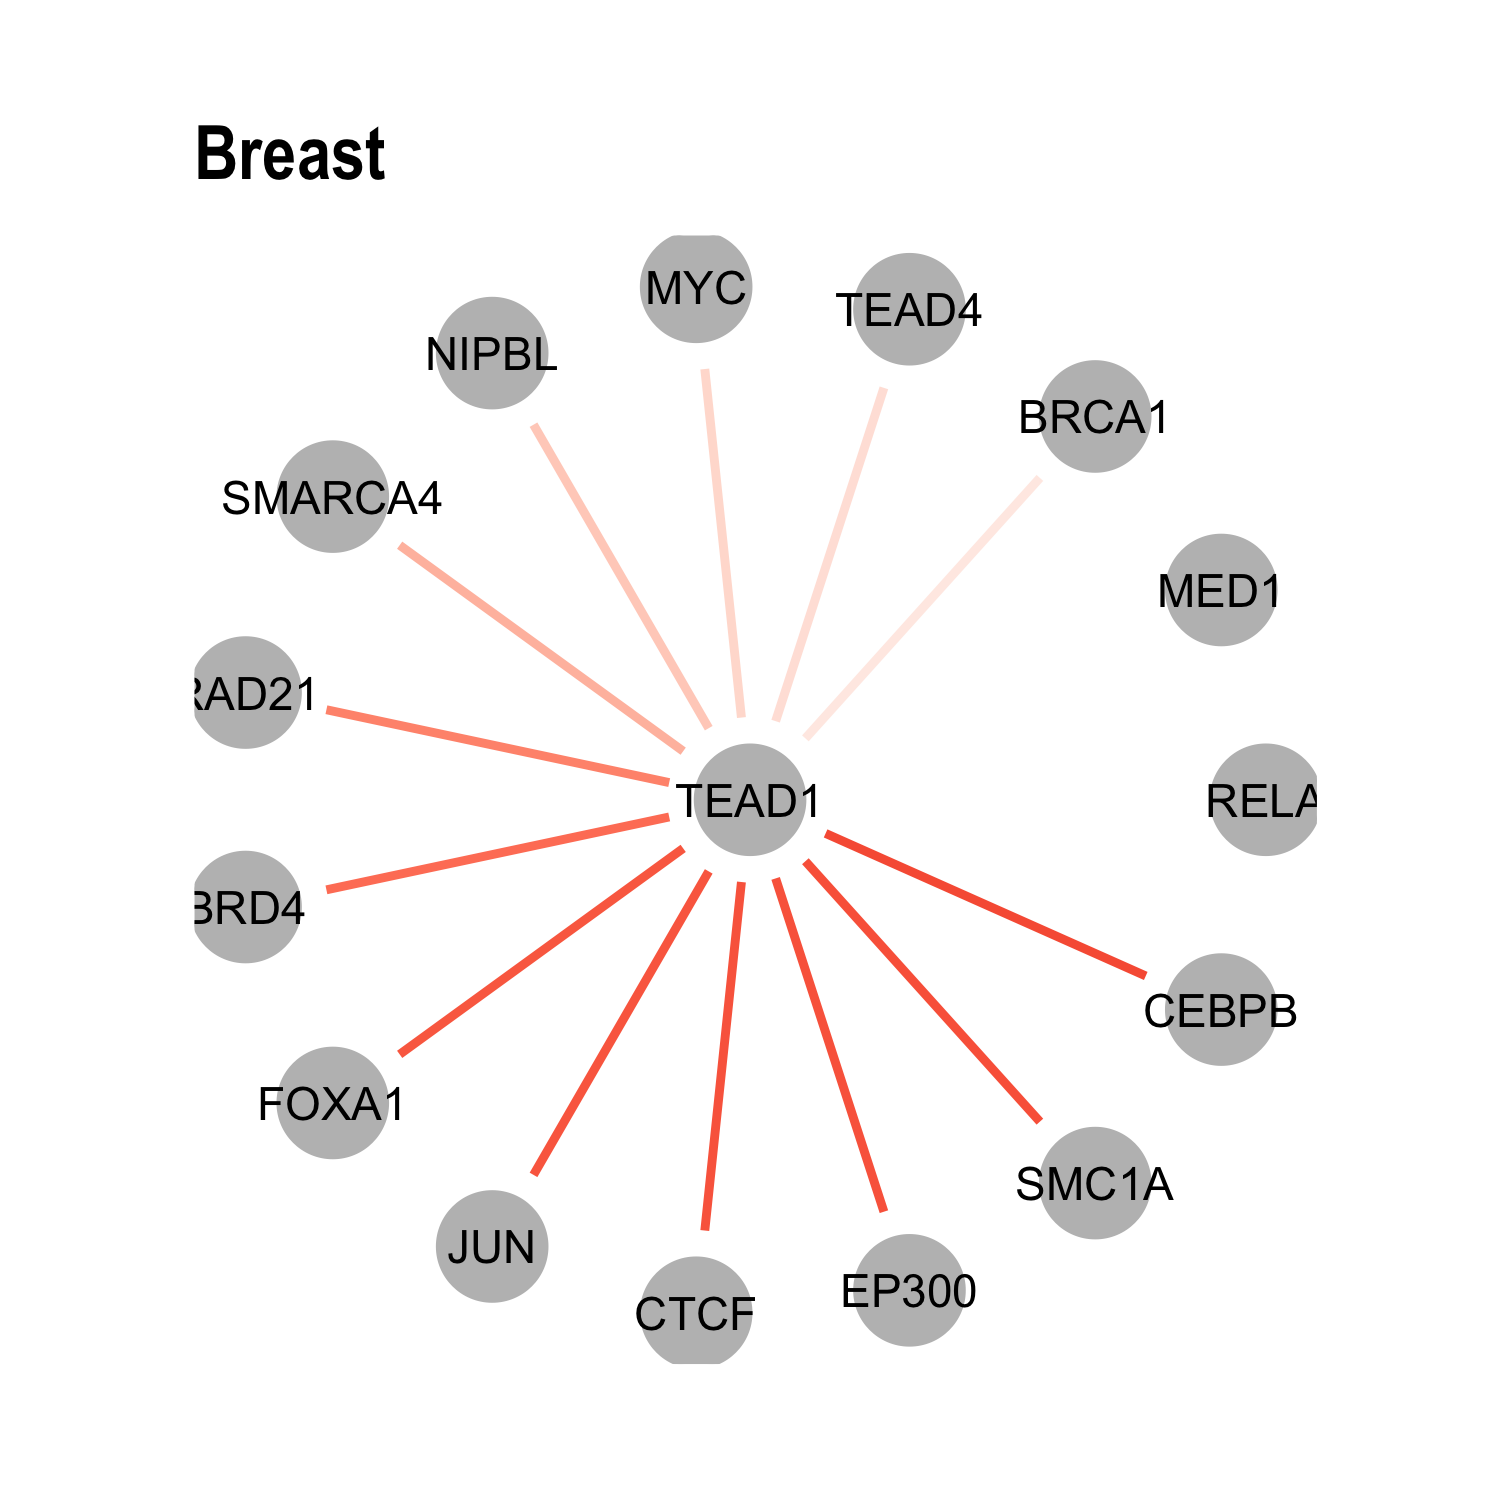 Breast
MYC
TEAD4
NIPBL
BRCA1
SMARCA4
MED1
RAD21
TEAD1
RELA
BRD4
CEBPB
FOXA1
SMC1A
JUN
EP300
CTCF